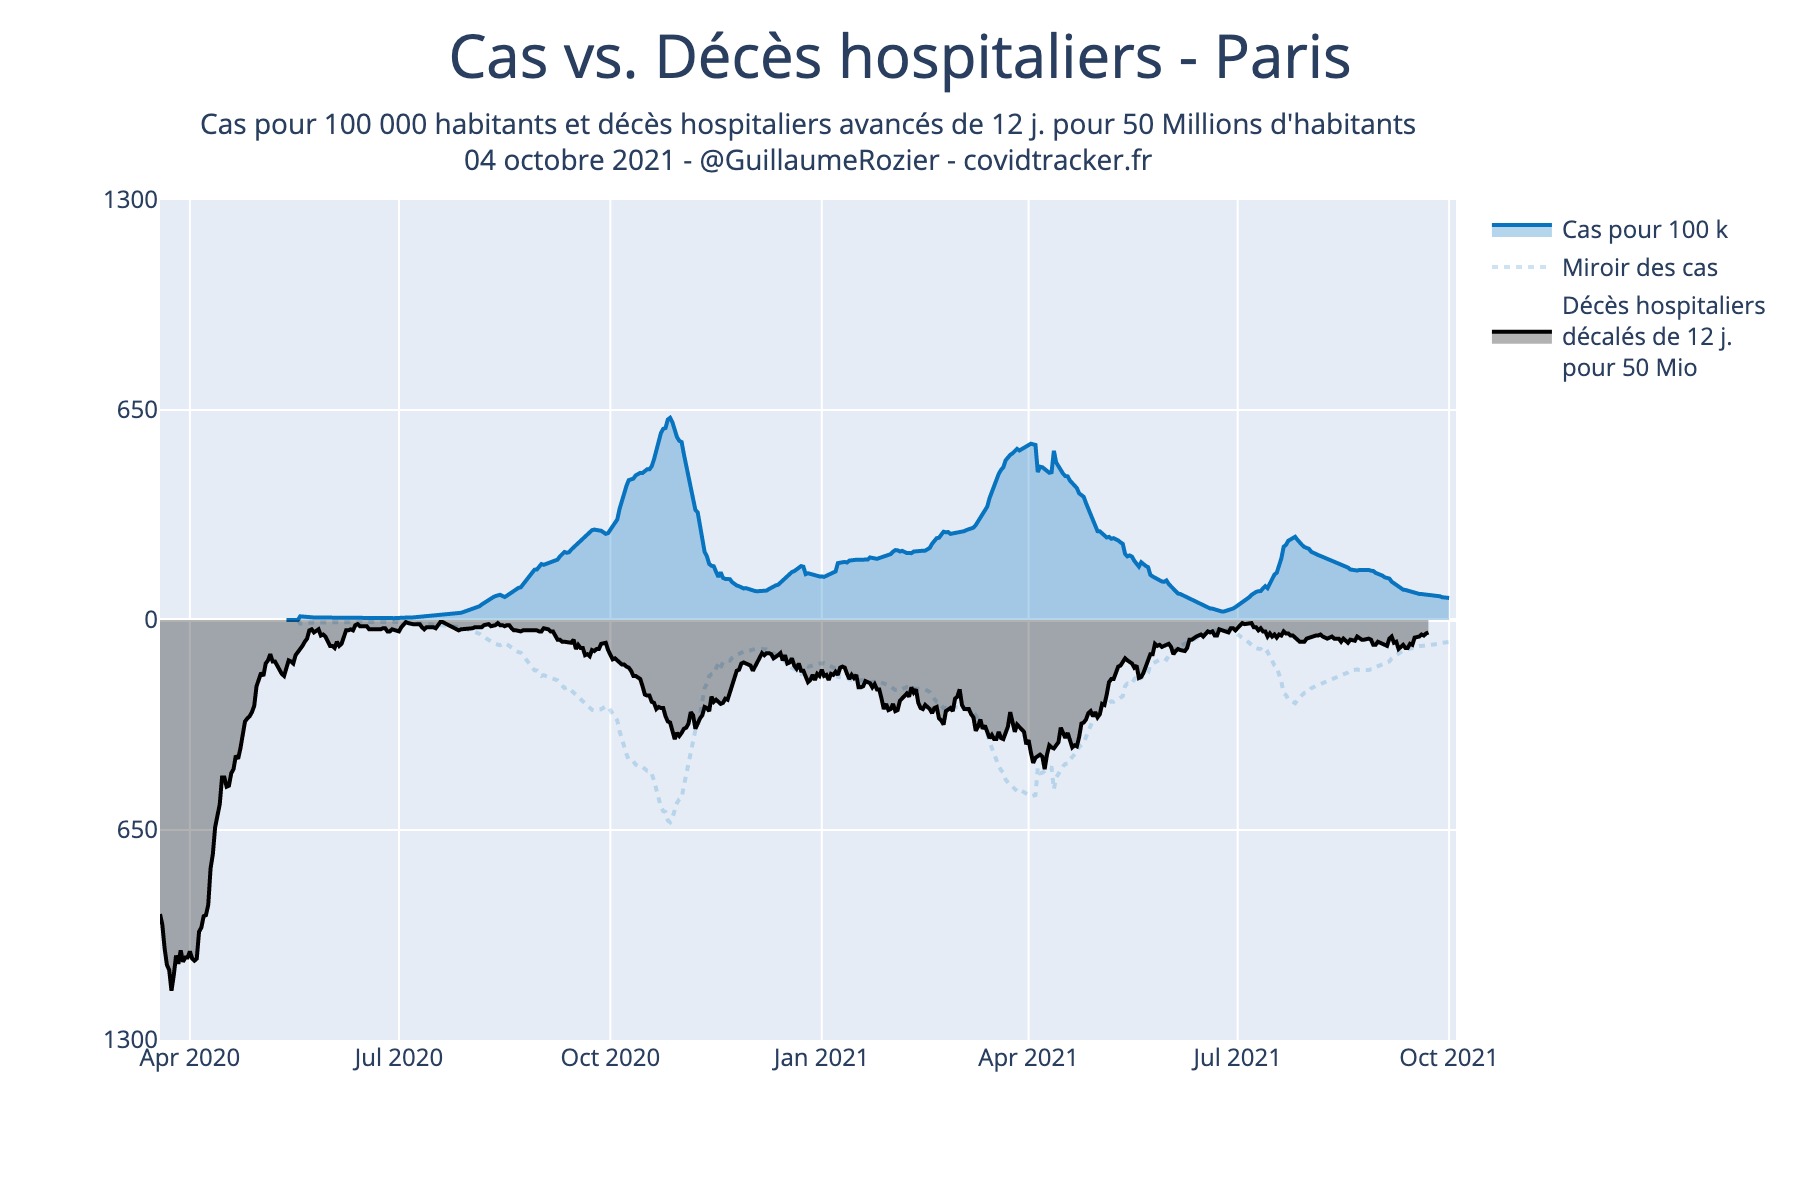 Cas vs. Décès hospitaliers - Paris
Cas pour 100 000 habitants et décès hospitaliers avancés de 12 j. pour 50 Millions d'habitants
04 octobre 2021 - @GuillaumeRozier - covidtracker.fr
1300
650
0
650
1300
Apr 2020
Jul 2020
Oct 2020
Jan 2021
Apr 2021
Jul 2021
Oct 2021
Cas pour 100 k
Miroir des cas
Décès hospitaliers
décalés de 12 j.
pour 50 Mio